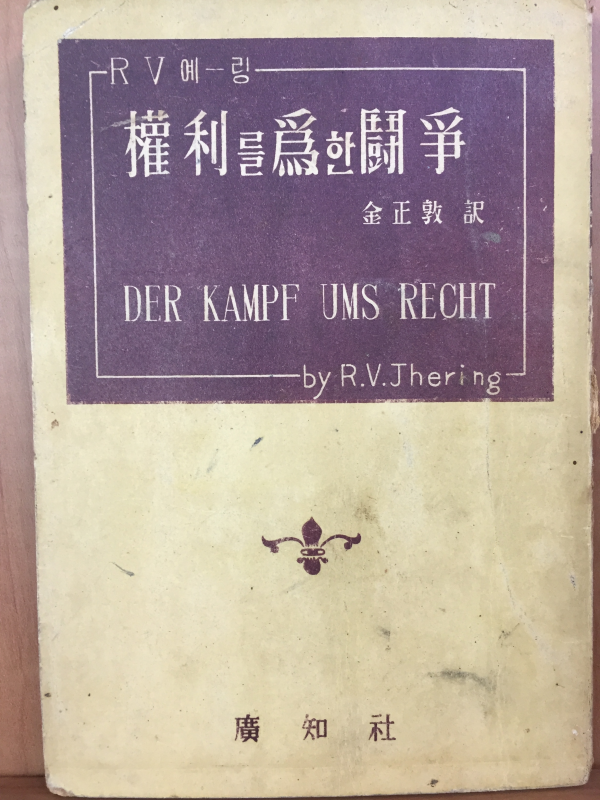 R V 예ー링
權利를爲한鬪爭
金正敦 訳
DER KAMPF UMS RECHT
by R.V.Jhering
廣知社